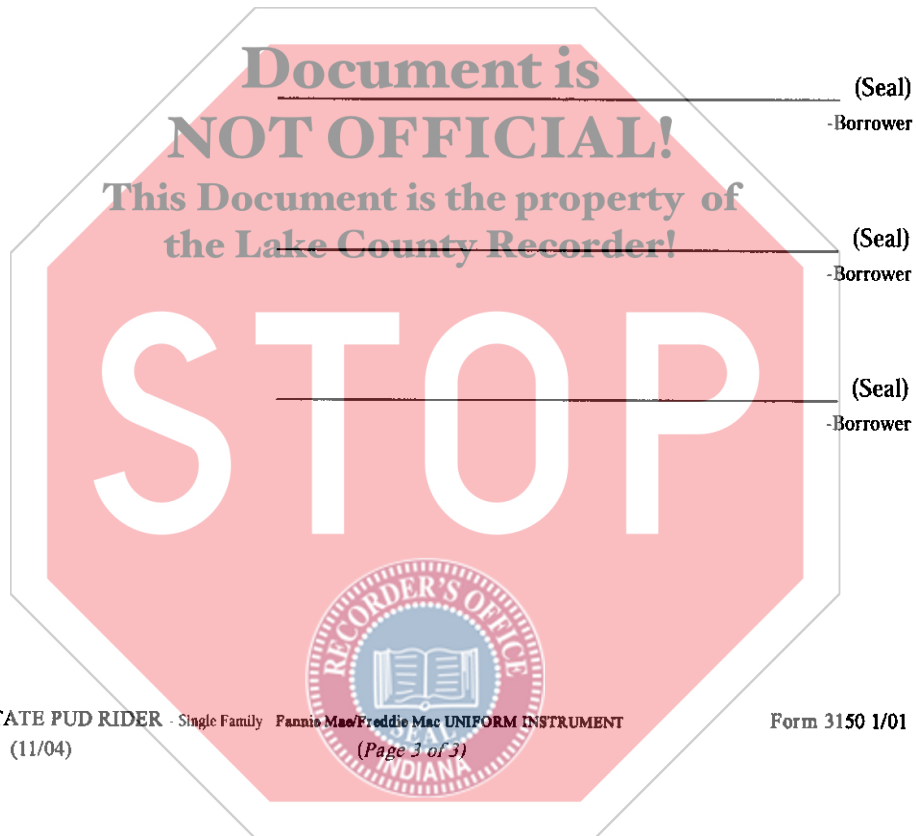 Document is
(Seal)
-Borrower
NOT OFFICIAL!
This Document is the property of
the Lake County Recorder!
(Seal)
-Borrower
STOP
(Seal)
-Borrower
RECORDER'S OFFICE
SEAL
INDIANA
PUD RIDER - Single Family Fannie Mae/Freddie Mac UNIFORM INSTRUMENT Form 3150 1/01
(11/04) (Page 3 of 3)